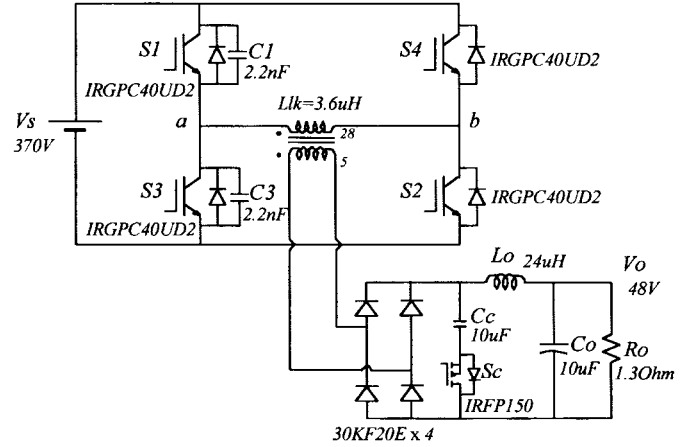 S1
C1
2.2nF
IRGPC40UD2
S4
IRGPC40UD2
Llk=3.6uH
Vs
370V
a
28
b
5
S3
C3
2.2nF
IRGPC40UD2
S2
IRGPC40UD2
Lo 24uH
Vo
48V
Cc
10uF
Sc
IRFP150
Co
10uF
Ro
1.3Ohm
30KF20E x 4